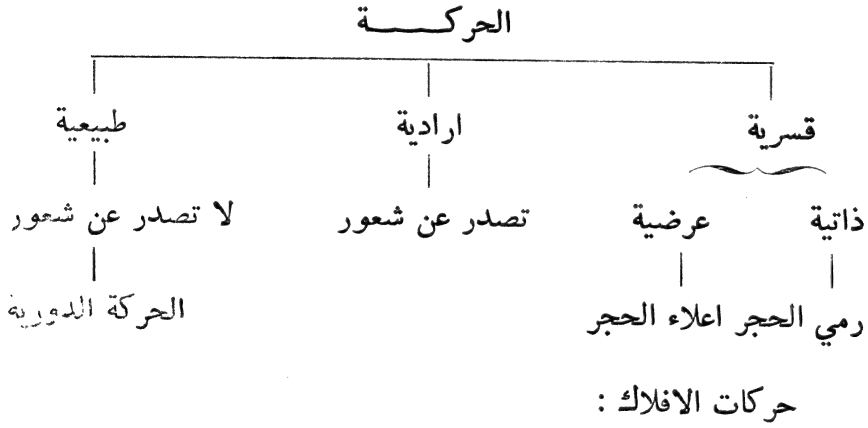 الحركـــــة
قسرية ارادية طبيعية
ذاتية عرضية تصدر عن شعور لا تصدر عن شعور
رمي الحجر اعلاء الحجر الحركة الدورية
حركات الافلاك :